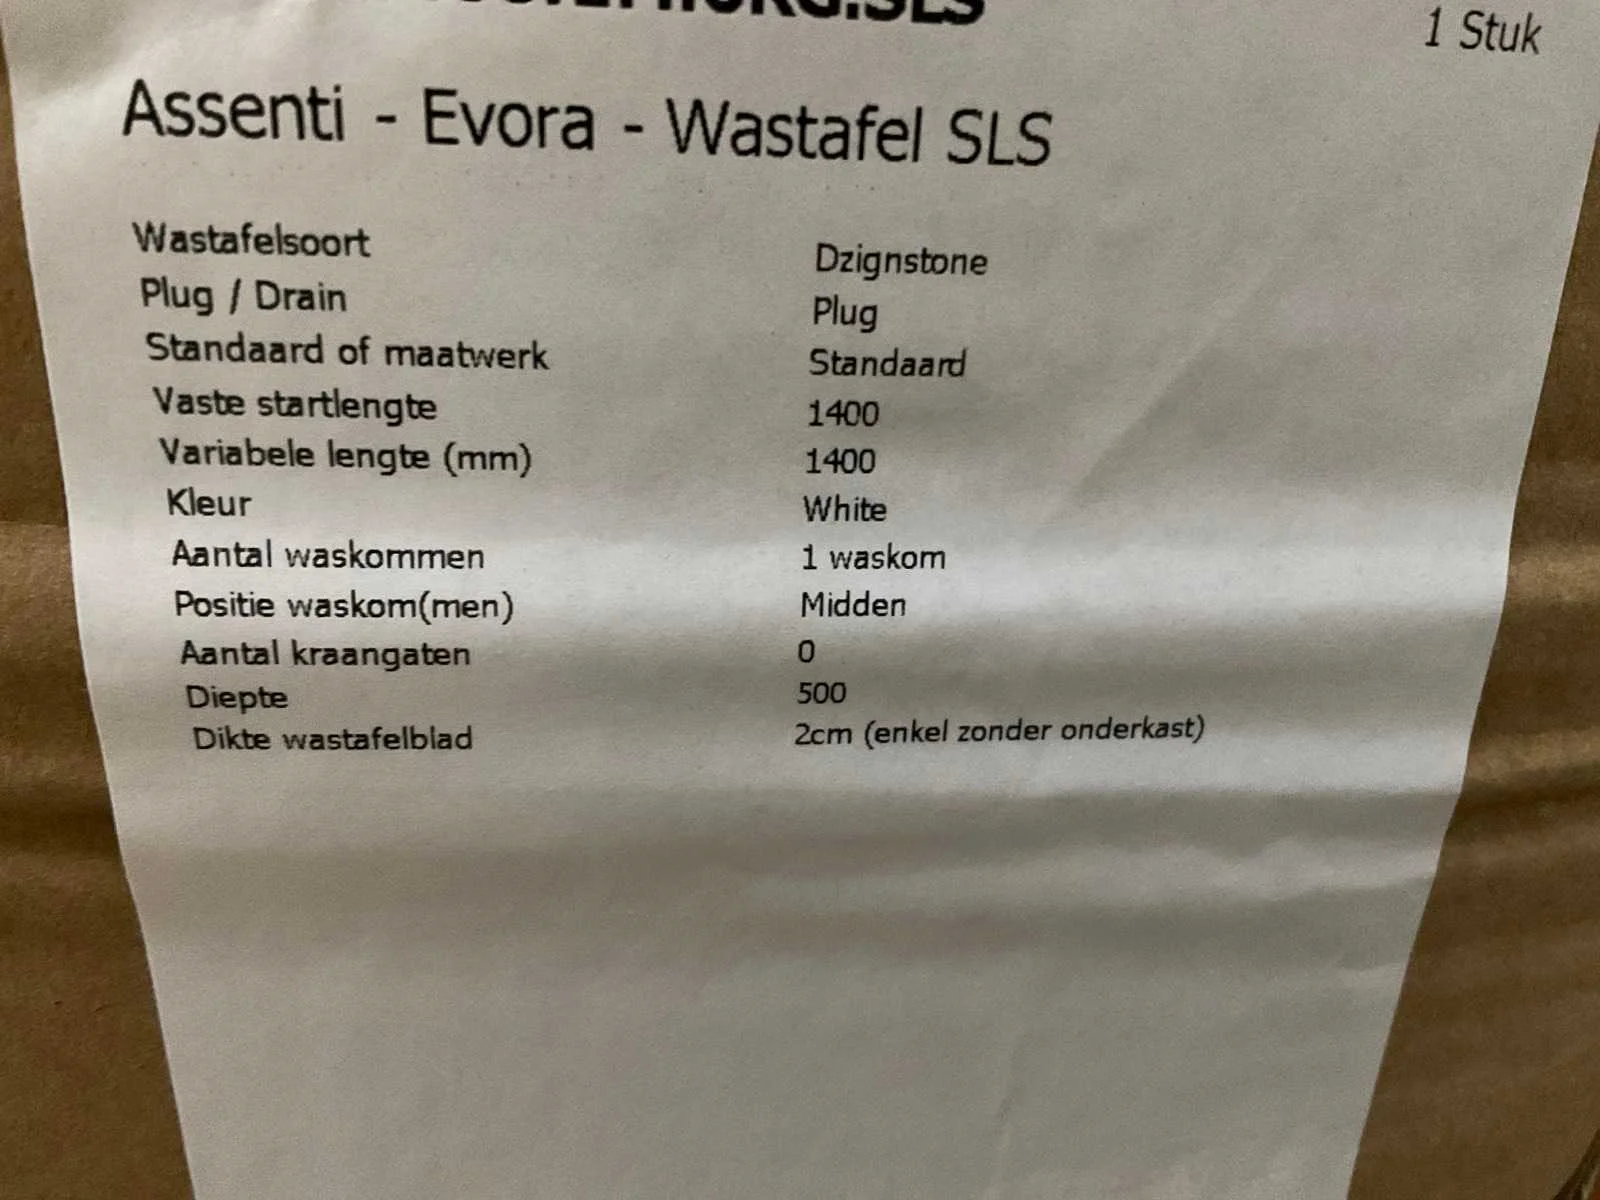 1 Stuk
Assenti - Evora - Wastafel SLS
Wastafelsoort Dzignstone
Plug / Drain Plug
Standaard of maatwerk Standaard
Vaste startlengte 1400
Variabele lengte (mm) 1400
Kleur White
Aantal waskommen 1 waskom
Positie waskom(men) Midden
Aantal kraangaten 0
Diepte 500
Dikte wastafelblad 2cm (enkel zonder onderkast)